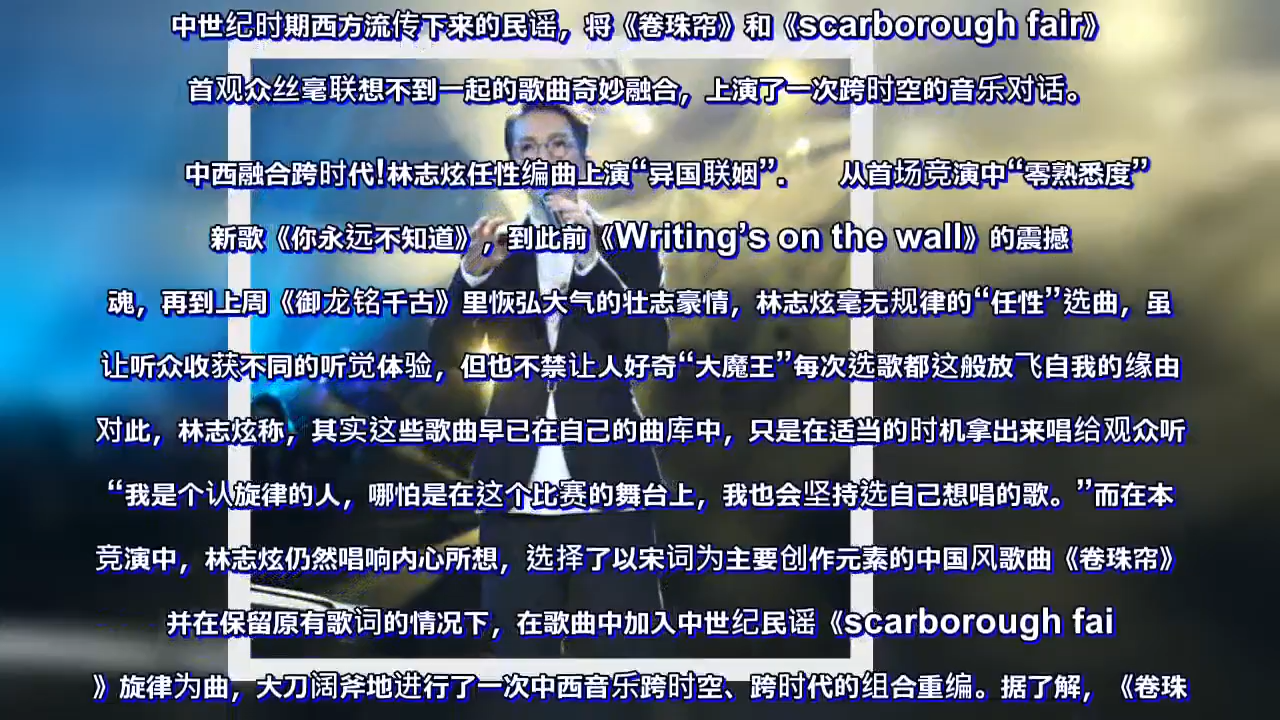 中世纪时期西方流传下来的民谣，将《卷珠帘》和《scarborough fair》
首观众丝毫联想不到一起的歌曲奇妙融合，上演了一次跨时空的音乐对话。
中西融合跨时代!林志炫任性编曲上演“异国联姻”. 从首场竞演中“零熟悉度”
新歌《你永远不知道》，到此前《Writing’s on the wall》的震撼
魂，再到上周《御龙铭千古》里恢弘大气的壮志豪情，林志炫毫无规律的“任性”选曲，虽
让听众收获不同的听觉体验，但也不禁让人好奇“大魔王”每次选歌都这般放飞自我的缘由
对此，林志炫称，其实这些歌曲早已在自己的曲库中，只是在适当的时机拿出来唱给观众听
“我是个认旋律的人，哪怕是在这个比赛的舞台上，我也会坚持选自己想唱的歌。”而在本
竞演中，林志炫仍然唱响内心所想，选择了以宋词为主要创作元素的中国风歌曲《卷珠帘》
并在保留原有歌词的情况下，在歌曲中加入中世纪民谣《scarborough fai
》旋律为曲，大刀阔斧地进行了一次中西音乐跨时空、跨时代的组合重编。据了解，《卷珠